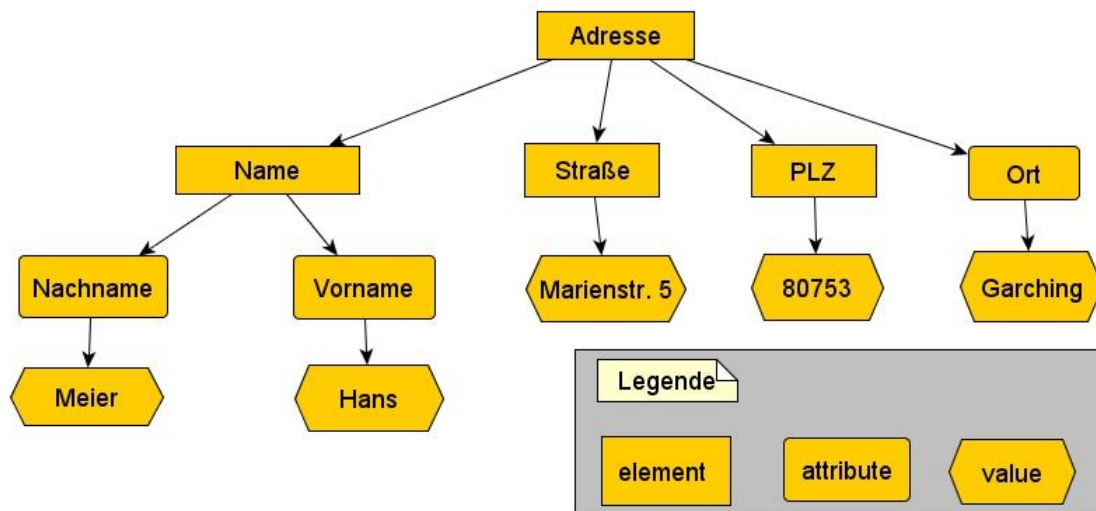 Adresse
Name
Straße
PLZ
Ort
Nachname
Vorname
Marienstr. 5
80753
Garching
Meier
Hans
Legende
element
attribute
value